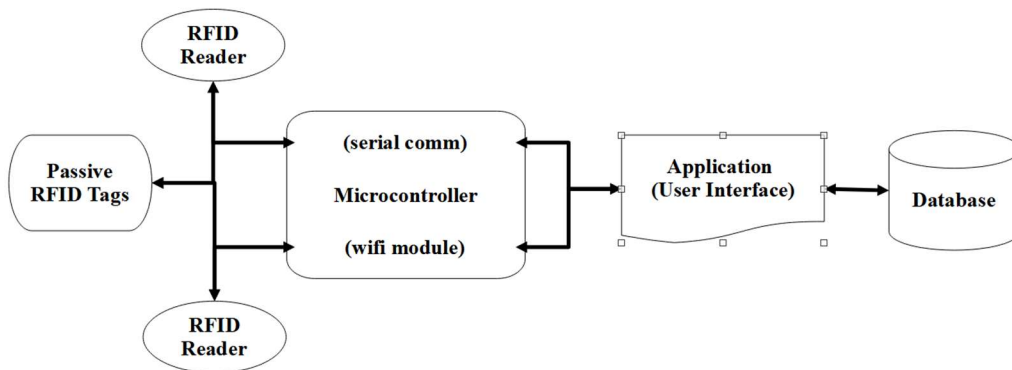 RFID
Reader
Passive
RFID Tags
(serial comm)
Microcontroller
(wifi module)
Application
(User Interface)
Database
RFID
Reader